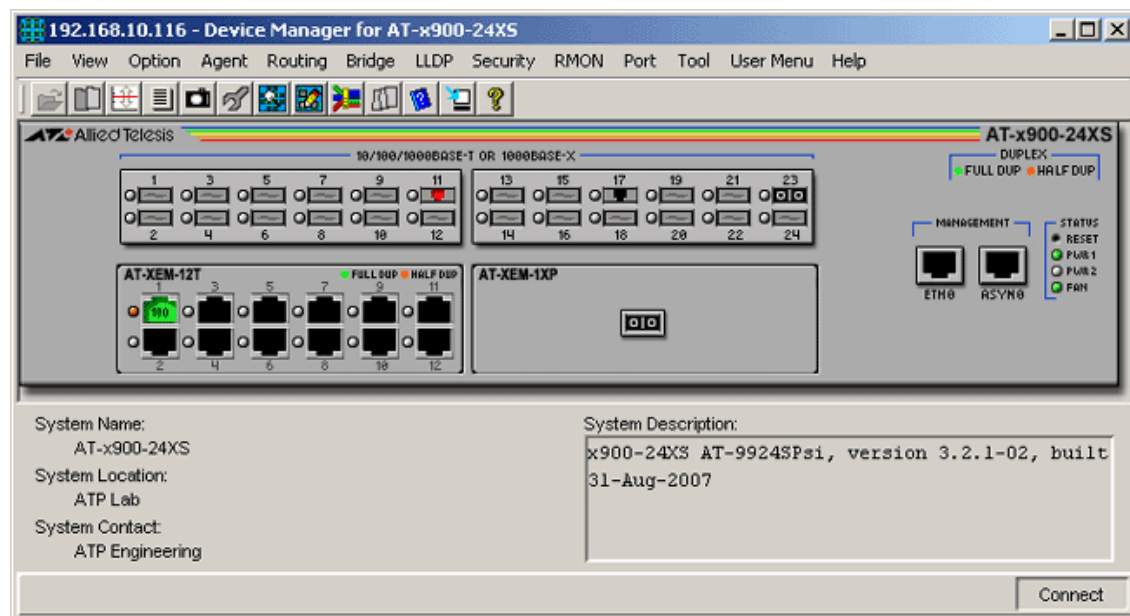 192.168.10.116 - Device Manager for AT-x900-24XS
File View Option Agent Routing Bridge LLDP Security RMON Port Tool User Menu Help
Allied Telesis
AT-x900-24XS
10/100/1000BASE-T OR 1000BASE-X
DUPLEX
FULL DUP HALF DUP
1 3 5 7 9 11 13 15 17 19 21 23
2 4 6 8 10 12 14 16 18 20 22 24
MANAGEMENT
ETH0 ASYN0
STATUS
RESET
PWR1
PWR2
FAN
AT-XEM-12T
FULL DUP HALF DUP
1 3 5 7 9 11
100
2 4 6 8 10 12
AT-XEM-1XP
System Name:
AT-x900-24XS
System Location:
ATP Lab
System Contact:
ATP Engineering
System Description:
x900-24XS AT-9924SPsi, version 3.2.1-02, built
31-Aug-2007
Connect